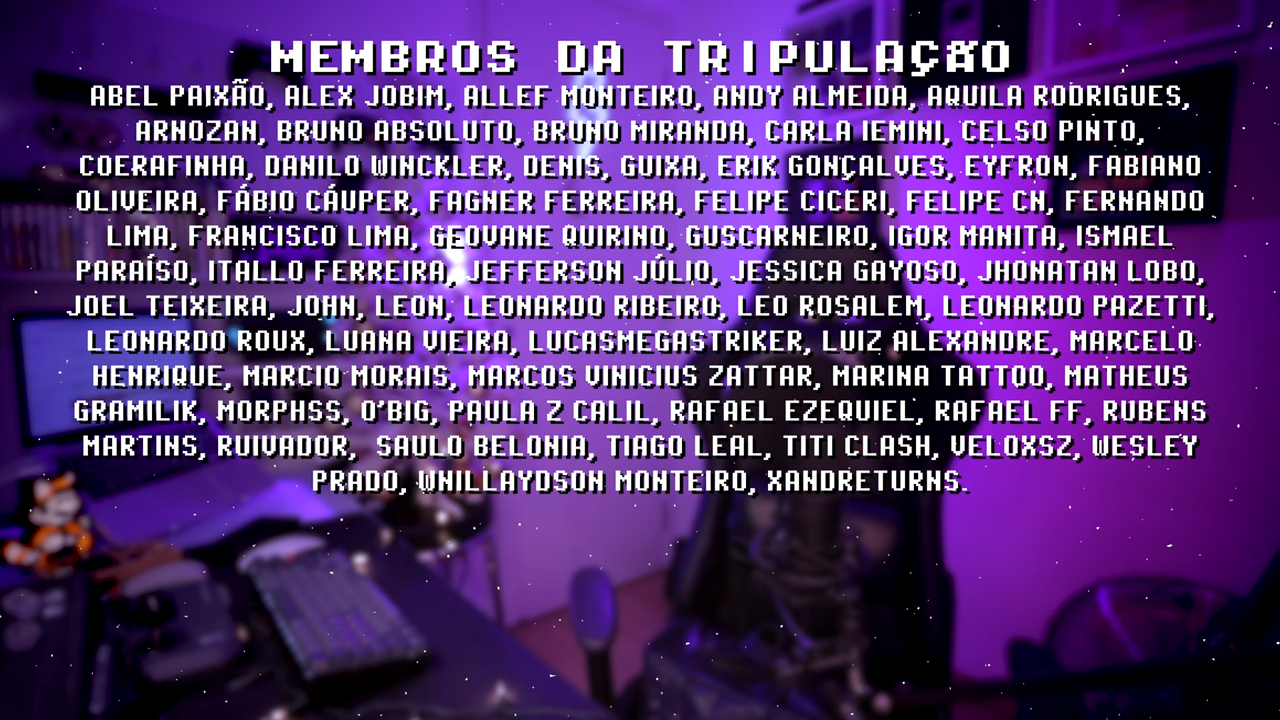 MEMBROS DA TRIPULAÇÃO
ABEL PAIXÃO, ALEX JOBIM, ALLEF MONTEIRO, ANDY ALMEIDA, AQUILA RODRIGUES,
ARNOZAN, BRUNO ABSOLUTO, BRUNO MIRANDA, CARLA IEMINI, CELSO PINTO,
COERAFINHA, DANILO WINCKLER, DENIS, GUIXA, ERIK GONÇALVES, EYFRON, FABIANO
OLIVEIRA, FÁBIO CÁUPER, FAGNER FERREIRA, FELIPE CICERI, FELIPE CN, FERNANDO
LIMA, FRANCISCO LIMA, GEOVANE QUIRINO, GUSCARNEIRO, IGOR MANITA, ISMAEL
PARAÍSO, ITALLO FERREIRA, JEFFERSON JÚLIO, JESSICA GAYOSO, JHONATAN LOBO,
JOEL TEIXEIRA, JOHN, LEON, LEONARDO RIBEIRO, LEO ROSALEM, LEONARDO PAZETTI,
LEONARDO ROUX, LUANA VIEIRA, LUCASMEGASTRIKER, LUIZ ALEXANDRE, MARCELO
HENRIQUE, MARCIO MORAIS, MARCOS VINICIUS ZATTAR, MARINA TATTOO, MATHEUS
GRAMILIK, MORPHSS, O'BIG, PAULA Z CALIL, RAFAEL EZEQUIEL, RAFAEL FF, RUBENS
MARTINS, RUIVADOR, SAULO BELONIA, TIAGO LEAL, TITI CLASH, VELOXSZ, WESLEY
PRADO, WNILLAYDSON MONTEIRO, XANDRETURNS.